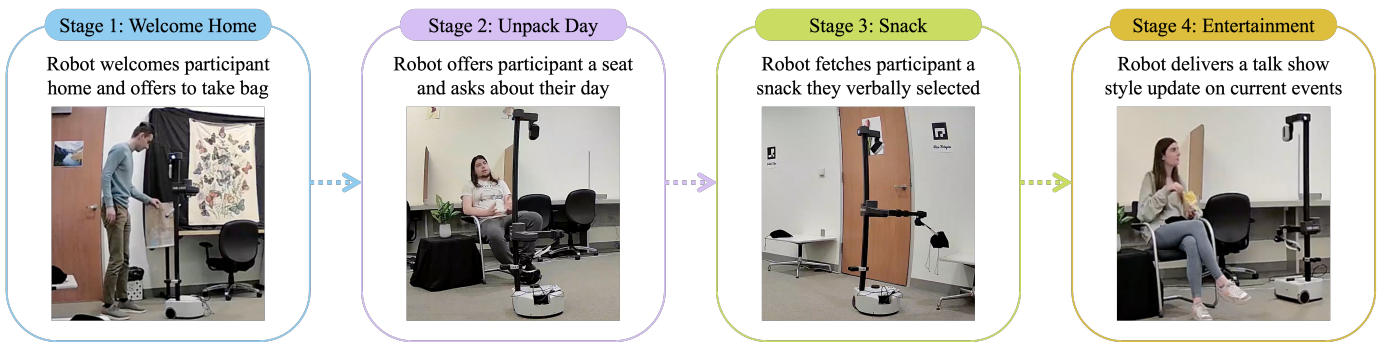 Stage 1: Welcome Home
Robot welcomes participant
home and offers to take bag
Stage 2: Unpack Day
Robot offers participant a seat
and asks about their day
Stage 3: Snack
Robot fetches participant a
snack they verbally selected
Stage 4: Entertainment
Robot delivers a talk show
style update on current events